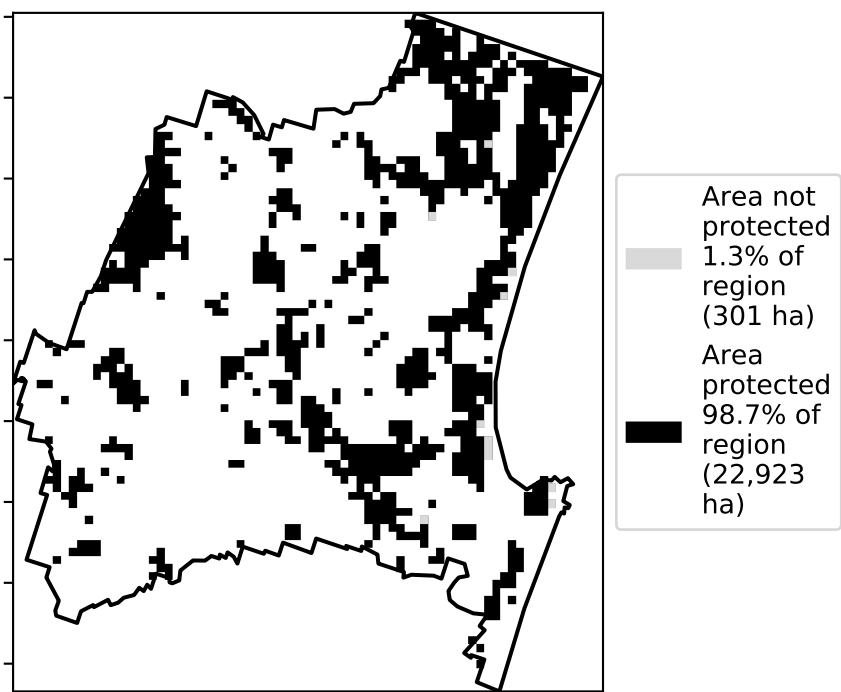 Area not
protected
1.3% of
region
(301 ha)
Area
protected
98.7% of
region
(22,923
ha)